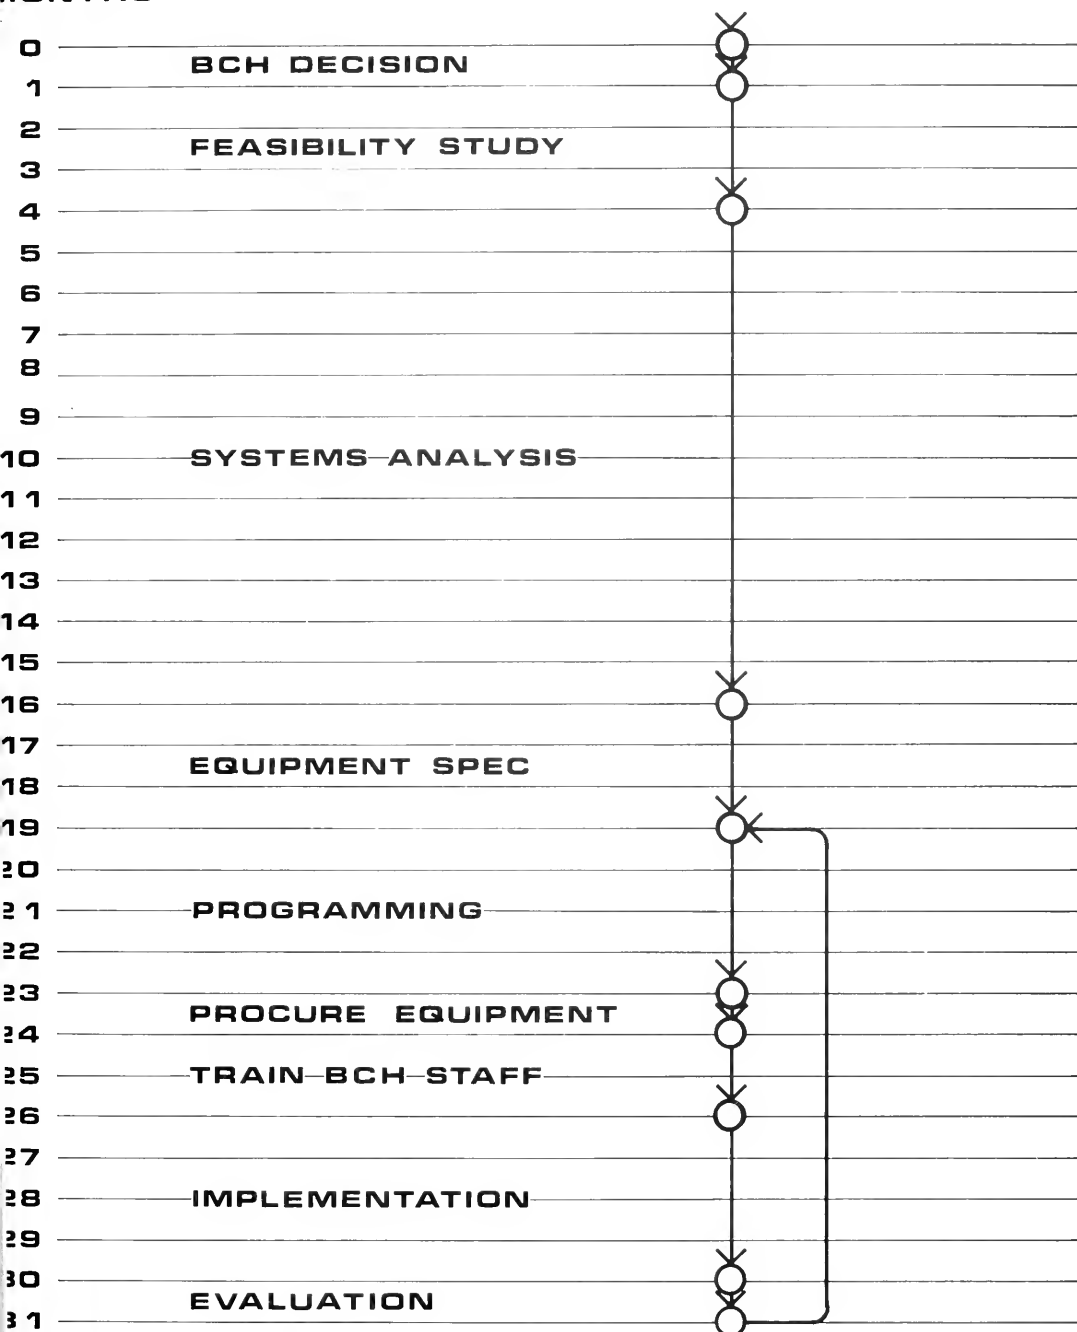 MONTHS
0
BCH DECISION
1
2
FEASIBILITY STUDY
3
4
5
6
7
8
9
10 SYSTEMS ANALYSIS
11
12
13
14
15
16
17
EQUIPMENT SPEC
18
19
20
21 PROGRAMMING
22
23
PROCURE EQUIPMENT
24
25 TRAIN BCH STAFF
26
27
28 IMPLEMENTATION
29
30
EVALUATION
31